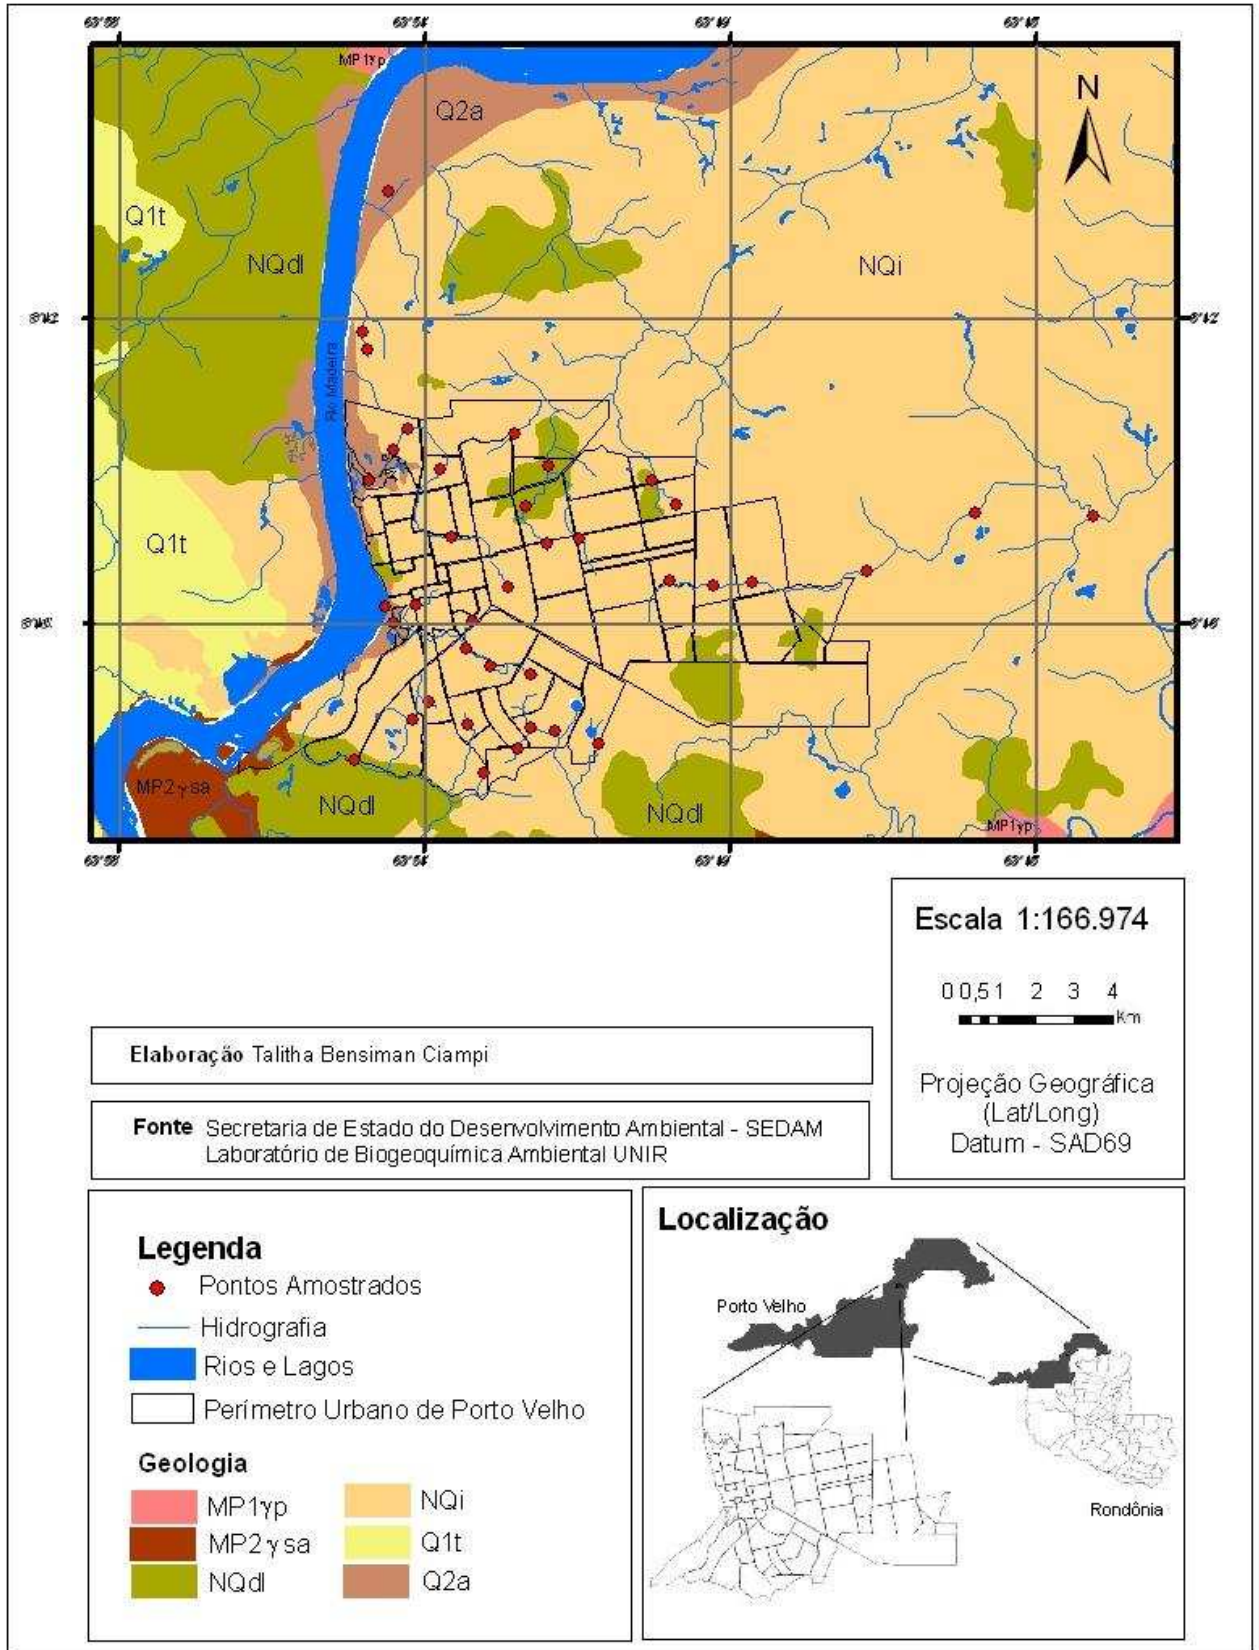 MP1γp
Q2a
N
Q1t
NQdl
NQi
Rio Madeira
Q1t
MP2γsa
NQdl
NQdl
MP1γp
Escala 1:166.974
0 0,5 1 2 3 4
Km
Projeção Geográfica
(Lat/Long)
Datum - SAD69
Elaboração Talitha Bensiman Ciampi
Fonte Secretaria de Estado do Desenvolvimento Ambiental - SEDAM
Laboratório de Biogeoquímica Ambiental UNIR
Legenda
Pontos Amostrados
Hidrografia
Rios e Lagos
Perímetro Urbano de Porto Velho
Geologia
MP1γp
MP2γsa
NQdl
NQi
Q1t
Q2a
Localização
Porto Velho
Rondônia